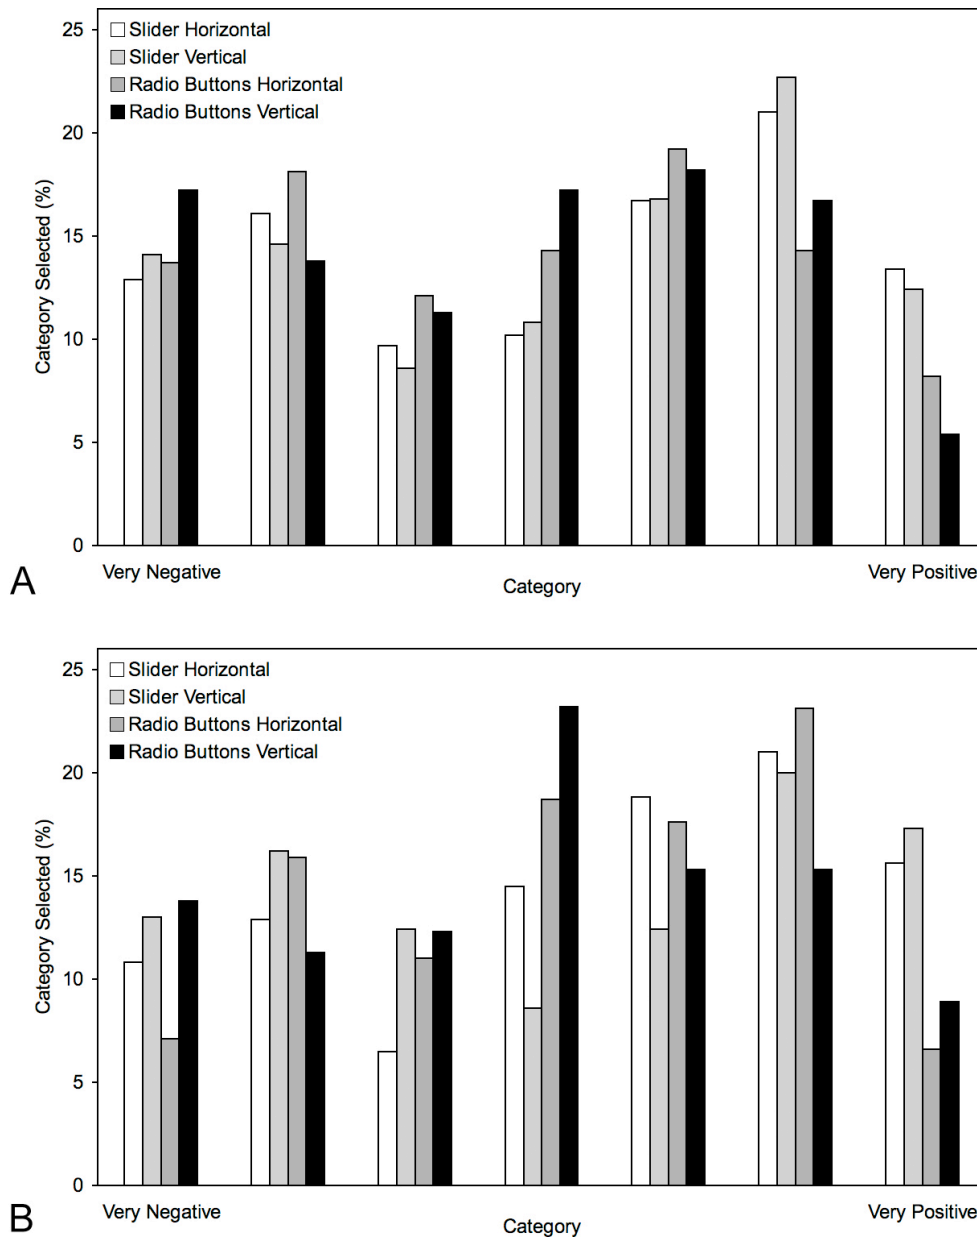 25
20
15
10
5
0
Category Selected (%)
Slider Horizontal
Slider Vertical
Radio Buttons Horizontal
Radio Buttons Vertical
Very Negative
Category
Very Positive
A
25
20
15
10
5
0
Category Selected (%)
Slider Horizontal
Slider Vertical
Radio Buttons Horizontal
Radio Buttons Vertical
Very Negative
Category
Very Positive
B